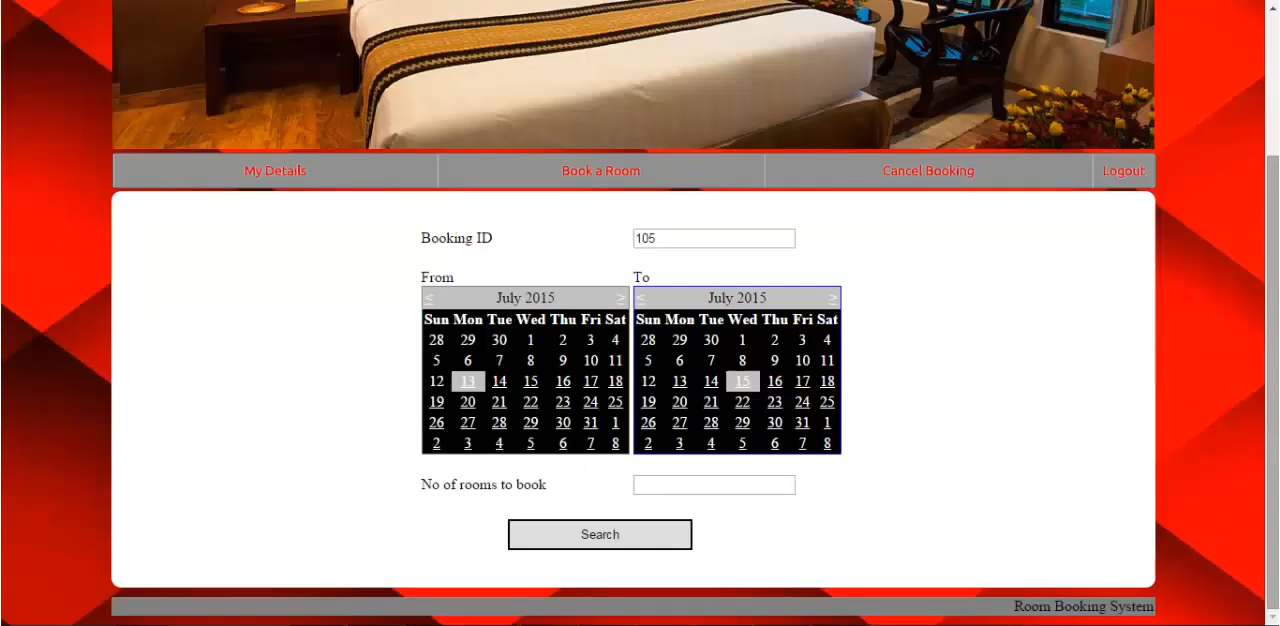 My Details Book a Room Cancel Booking Logout
Booking ID 105
From To
< July 2015 > < July 2015 >
Sun Mon Tue Wed Thu Fri Sat Sun Mon Tue Wed Thu Fri Sat
28 29 30 1 2 3 4 28 29 30 1 2 3 4
5 6 7 8 9 10 11 5 6 7 8 9 10 11
12 13 14 15 16 17 18 12 13 14 15 16 17 18
19 20 21 22 23 24 25 19 20 21 22 23 24 25
26 27 28 29 30 31 1 26 27 28 29 30 31 1
2 3 4 5 6 7 8 2 3 4 5 6 7 8
No of rooms to book
Search
Room Booking System